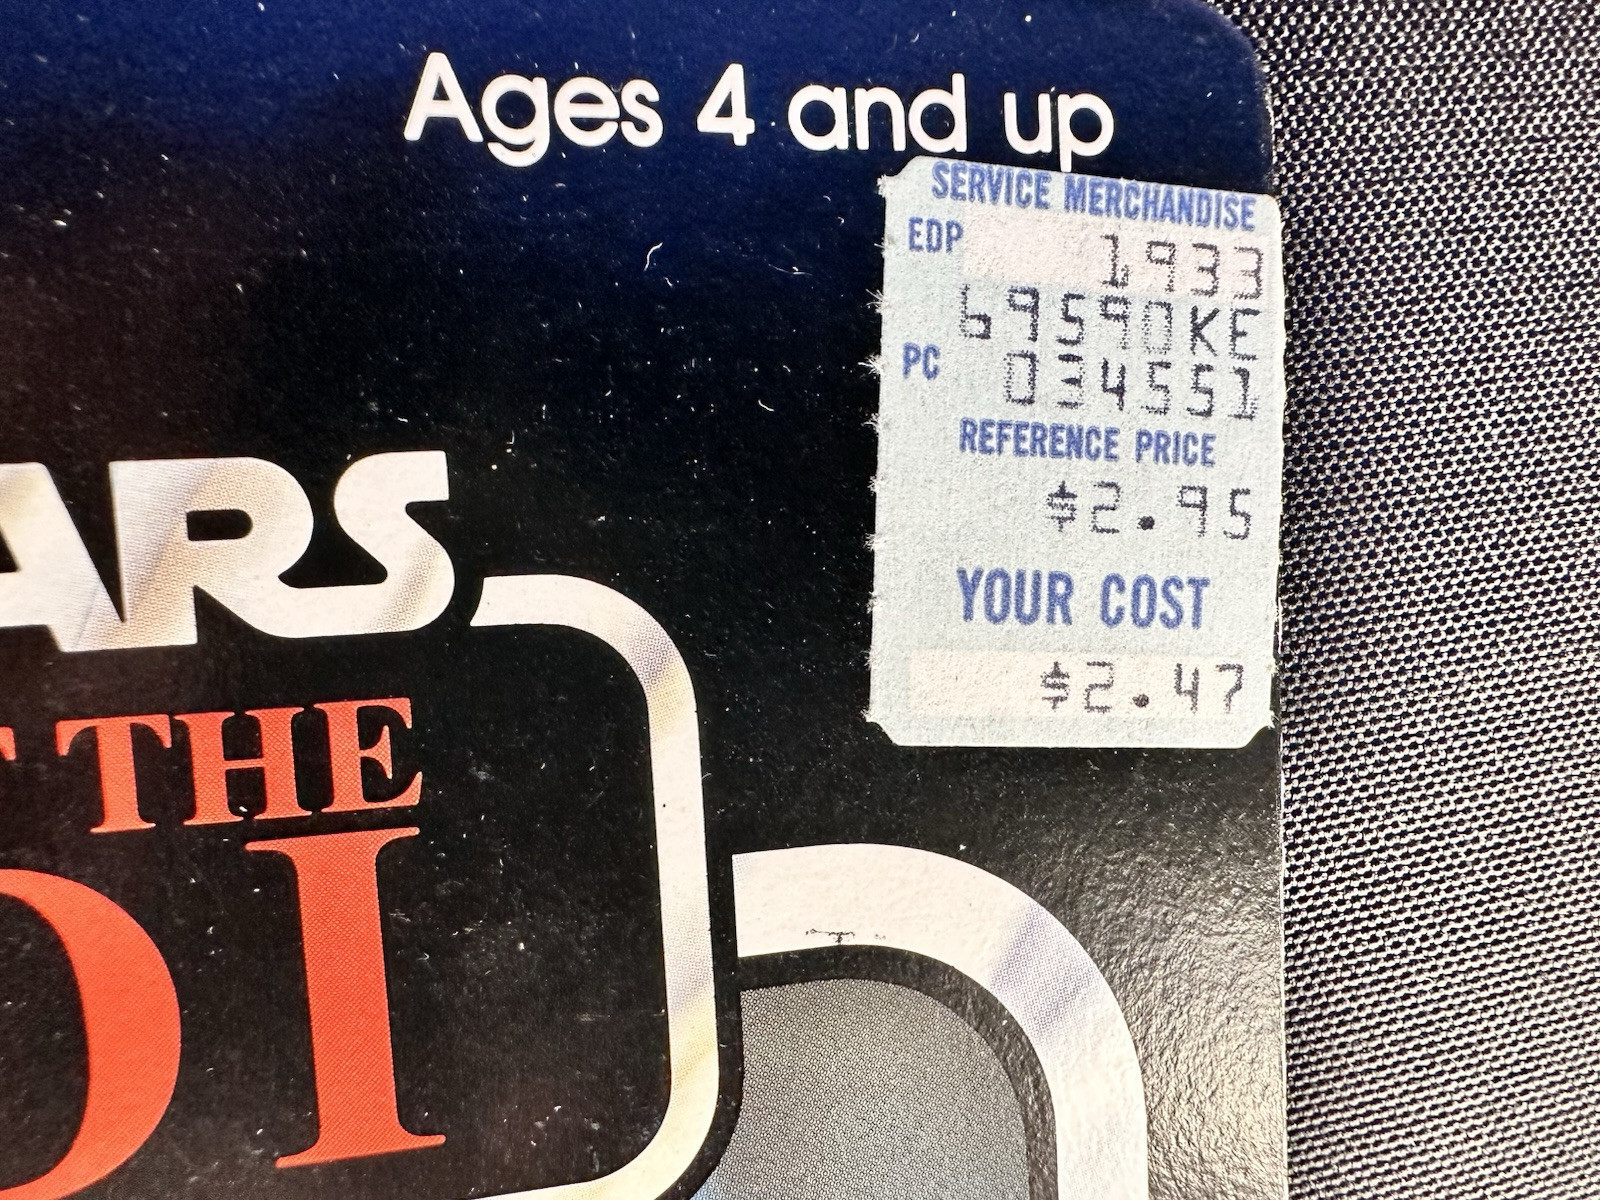 Ages 4 and up
SERVICE MERCHANDISE
EDP 1933
69590KE
PC 034551
REFERENCE PRICE
$2.95
YOUR COST
$2.47
ARS
THE
DI